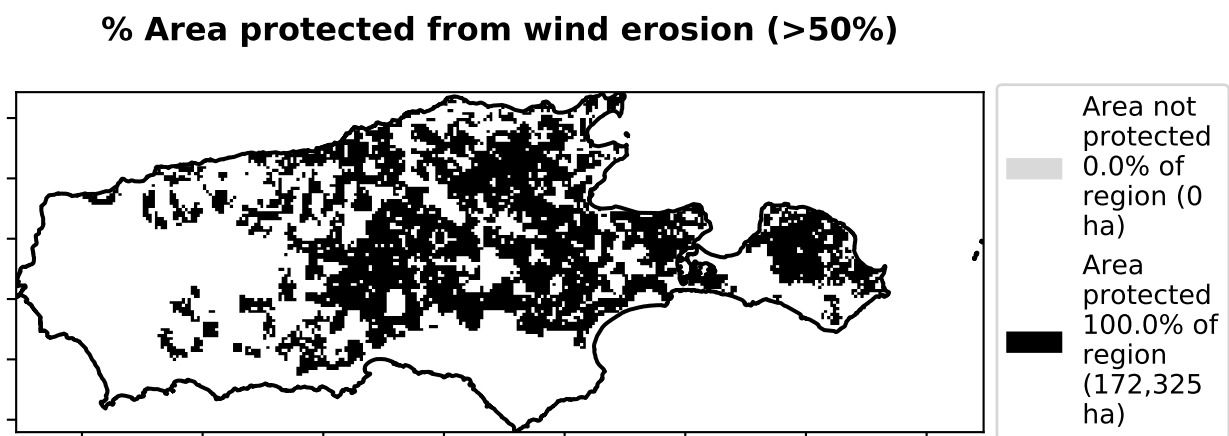 % Area protected from wind erosion (>50%)
Area not
protected
0.0% of
region (0
ha)
Area
protected
100.0% of
region
(172,325
ha)